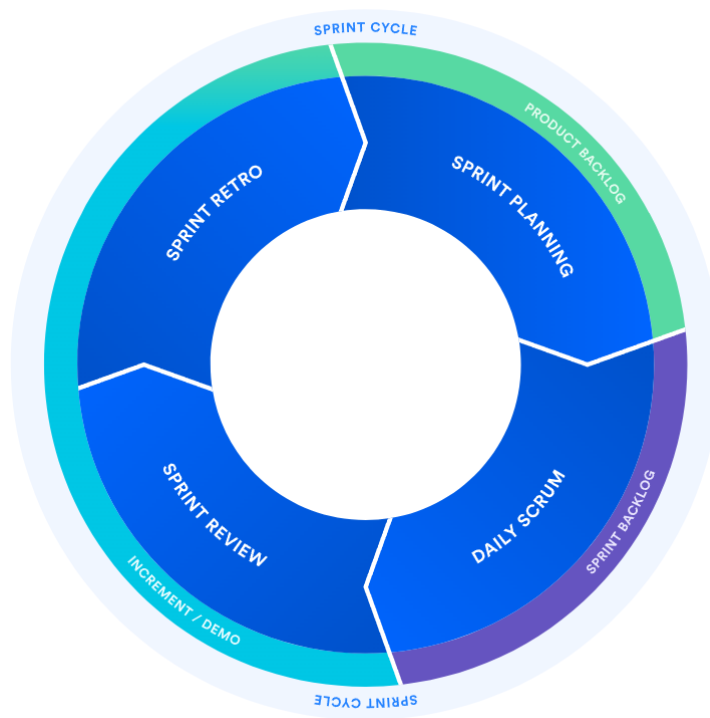 SPRINT CYCLE
PRODUCT BACKLOG
SPRINT PLANNING
SPRINT RETRO
DAILY SCRUM
SPRINT BACKLOG
SPRINT REVIEW
INCREMENT / DEMO
SPRINT CYCLE